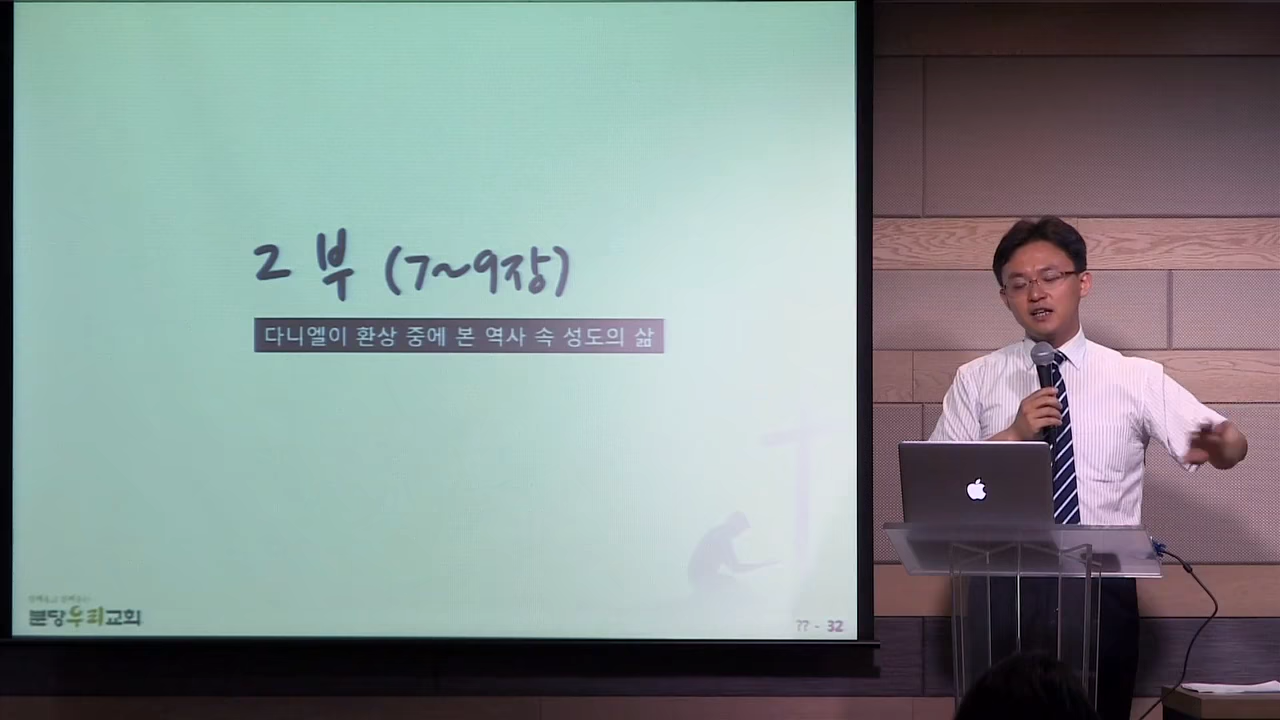 2부 (7~9장)
다니엘이 환상 중에 본 역사 속 성도의 삶
분당우리교회
?? - 32